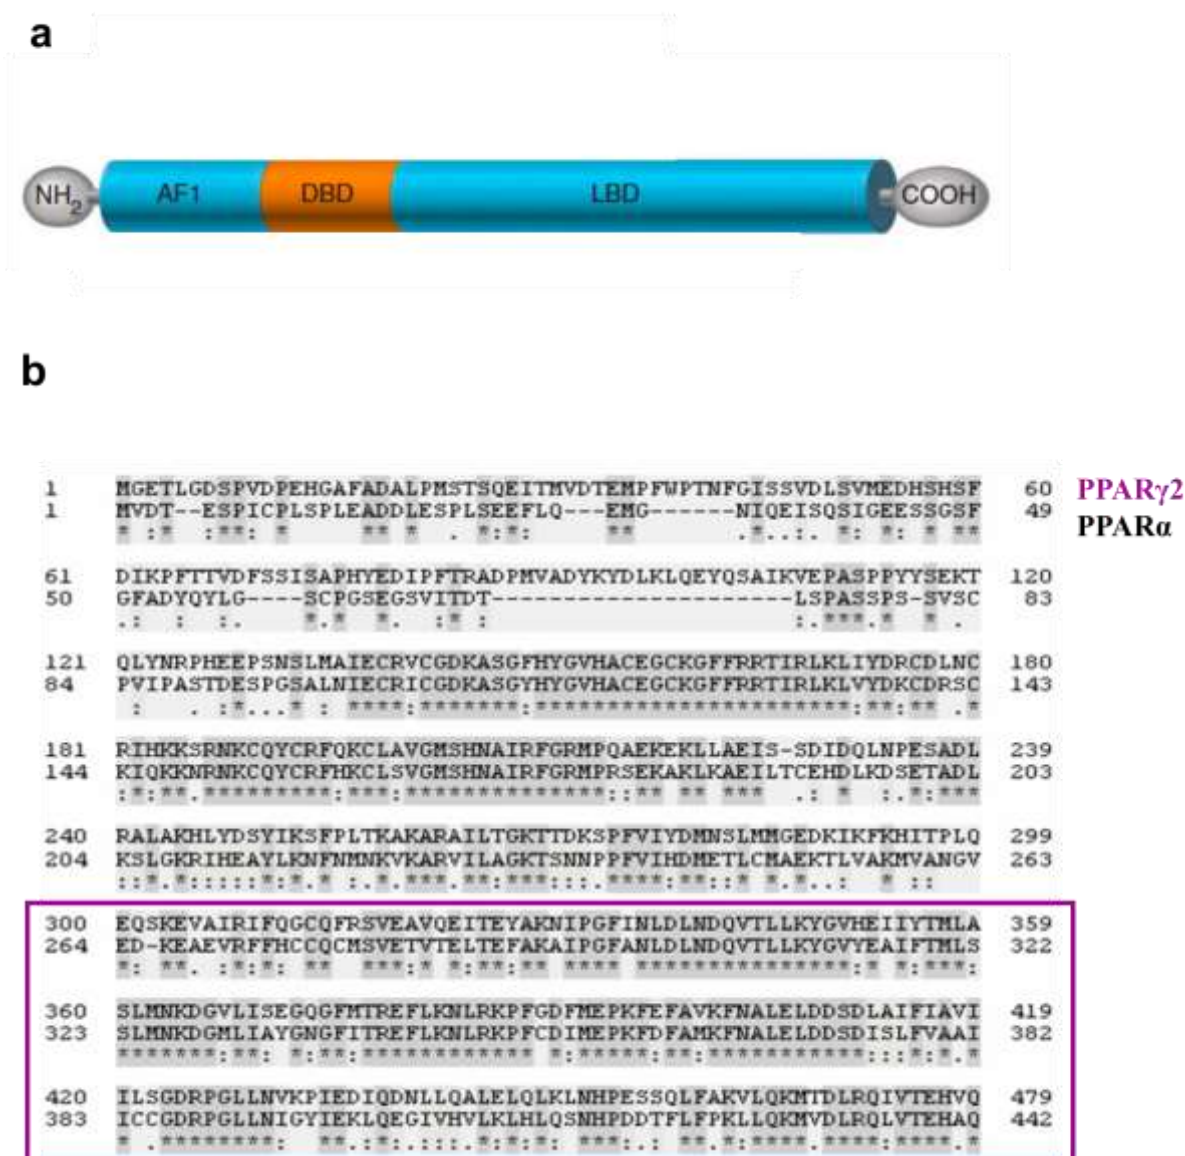 a
NH2 AF1 DBD LBD COOH
b
1 MGETLGDSPVDPEHGAFADALPMSTSQEITMVDTEMPFWPTNFGISSVDLSVMEDHSHSF 60 PPARγ2
1 MVDT--ESPICPLSPLEADDLESPLSEEFLQ---EMG------NIQEISQSIGEESSGSF 49 PPARα
* :* :**: * ** * . *:*: ** .*..:. *: *: * **
61 DIKPFTTVDFSSISAPHYEDIPFTRADPMVADYKYDLKLQEYQSAIKVEPASPPYYSEKT 120
50 GFADYQYLG----SCPGSEGSVITDT---------------------LSPASSPS-SVSC 83
.: : :. *.* *. :* : :.***.* * .
121 QLYNRPHEEPSNSLMAIECRVCGDKASGFHYGVHACEGCKGFFRRTIRLKLIYDRCDLNC 180
84 PVIPASTDESPGSALNIECRICGDKASGYHYGVHACEGCKGFFRRTIRLKLVYDKCDRSC 143
: . :*...* : ****:*******:**********************:**:** .*
181 RIHKKSRNKCQYCRFQKCLAVGMSHNAIRFGRMPQAEKEKLLAEIS-SDIDQLNPESADL 239
144 KIQKKNRNKCQYCRFHKCLSVGMSHNAIRFGRMPRSEKAKLKAEILTCEHDLKDSETADL 203
:*:**.*********:***:**************::** ** *** .: * :.*:***
240 RALAKHLYDSYIKSFPLTKAKARAILTGKTTDKSPFVIYDMNSLMMGEDKIKFKHITPLQ 299
204 KSLGKRIHEAYLKNFNMNKVKARVILAGKTSNNPPFVIHDMETLCMAEKTLVAKMVANGV 263
::*.*::::*:*.* :.*.***.**:***:::.****:**::* *.*..: * ::
300 EQSKEVAIRIFQGCQFRSVEAVQEITEYAKNIPGFINLDLNDQVTLLKYGVHEIIYTMLA 359
264 ED-KEAEVRFFHCCQCMSVETVTELTEFAKAIPGFANLDLNDQVTLLKYGVYEAIFTMLS 322
*: **. :*:*: ** ***:* *:**:** **** ***************:* *:***:
360 SLMNKDGVLISEGQGFMTREFLKNLRKPFGDFMEPKFEFAVKFNALELDDSDLAIFIAVI 419
323 SLMNKDGMLIAYGNGFITREFLKNLRKPFCDIMEPKFDFAMKFNALELDDSDISLFVAAI 382
*******:**: *:**:************ *:*****:**:***********:::*:*.*
420 ILSGDRPGLLNVKPIEDIQDNLLQALELQLKLNHPESSQLFAKVLQKMTDLRQIVTEHVQ 479
383 ICCGDRPGLLNIGYIEKLQEGIVHVLKLHLQSNHPDDTFLFPKLLQKMVDLRQLVTEHAQ 442
* .********: **.:*:.:::.*:*:*: ***:.: **.*:****.****:****.*